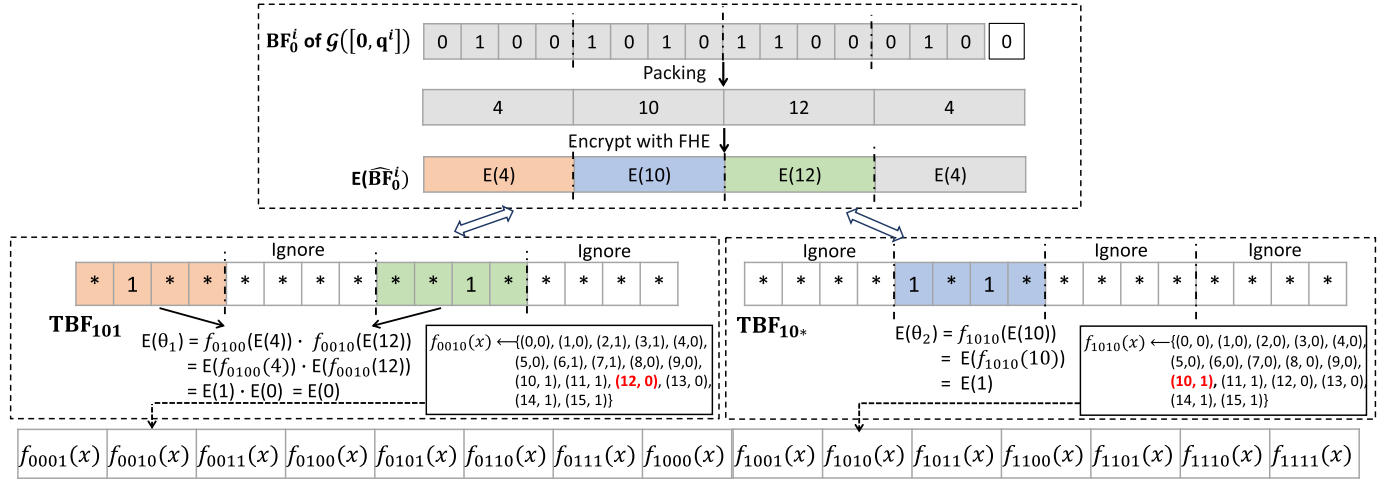 BF₀ⁱ of 𝒢([0, qⁱ]) 0 1 0 0 1 0 1 0 1 1 0 0 0 1 0 0
Packing
4 10 12 4
Encrypt with FHE
E(B̂F₀ⁱ) E(4) E(10) E(12) E(4)
Ignore Ignore
* 1 * * * * * * * * 1 * * * * *
TBF₁₀₁
E(θ₁) = f₀₁₀₀(E(4)) · f₀₀₁₀(E(12))
= E(f₀₁₀₀(4)) · E(f₀₀₁₀(12))
= E(1) · E(0) = E(0)
f₀₀₁₀(x) ⟵{(0,0), (1,0), (2,1), (3,1), (4,0),
(5,0), (6,1), (7,1), (8,0), (9,0),
(10, 1), (11, 1), (12, 0), (13, 0),
(14, 1), (15, 1)}
Ignore Ignore Ignore
* * * * 1 * 1 * * * * * * * * *
TBF₁₀*
E(θ₂) = f₁₀₁₀(E(10))
= E(f₁₀₁₀(10))
= E(1)
f₁₀₁₀(x) ⟵{(0, 0), (1,0), (2,0), (3,0), (4,0),
(5,0), (6,0), (7,0), (8, 0), (9,0),
(10, 1), (11, 1), (12, 0), (13, 0),
(14, 1), (15, 1)}
f₀₀₀₁(x) f₀₀₁₀(x) f₀₀₁₁(x) f₀₁₀₀(x) f₀₁₀₁(x) f₀₁₁₀(x) f₀₁₁₁(x) f₁₀₀₀(x) f₁₀₀₁(x) f₁₀₁₀(x) f₁₀₁₁(x) f₁₁₀₀(x) f₁₁₀₁(x) f₁₁₁₀(x) f₁₁₁₁(x)